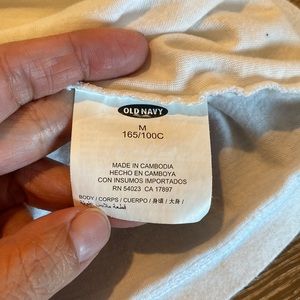 OLD NAVY
M
165/100C
MADE IN CAMBODIA
HECHO EN CAMBOYA
CON INSUMOS IMPORTADOS
RN 54023 CA 17897
BODY / CORPS / CUERPO / 身頃 / 大身 /